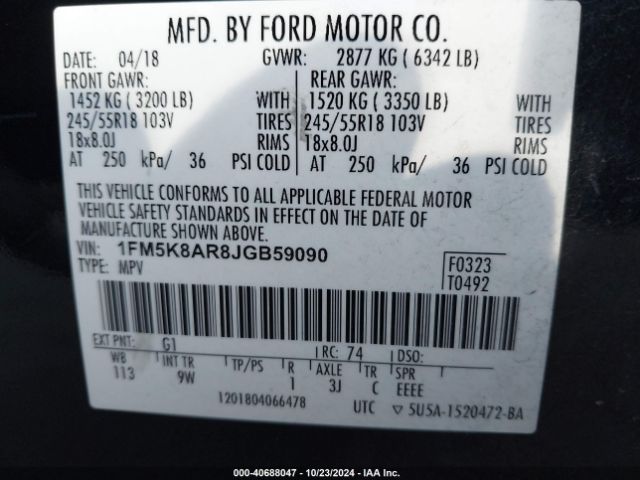 MFD. BY FORD MOTOR CO.
DATE: 04/18 GVWR: 2877 KG ( 6342 LB)
FRONT GAWR: REAR GAWR:
1452 KG ( 3200 LB) WITH 1520 KG ( 3350 LB) WITH
245/55R18 103V TIRES 245/55R18 103V TIRES
18x8.0J RIMS 18x8.0J RIMS
AT 250 kPa/ 36 PSI COLD AT 250 kPa/ 36 PSI COLD
THIS VEHICLE CONFORMS TO ALL APPLICABLE FEDERAL MOTOR
VEHICLE SAFETY STANDARDS IN EFFECT ON THE DATE OF
MANUFACTURE SHOWN ABOVE.
VIN: 1FM5K8AR8JGB59090
TYPE: MPV
F0323
T0492
EXT PNT: G1 RC: 74 DSO:
WB INT TR TP/PS R AXLE TR SPR
113 9W 1 3J C EEEE
1201804066478 UTC ▽ 5U5A-1520472-BA
000-40688047 - 10/23/2024 - IAA Inc.